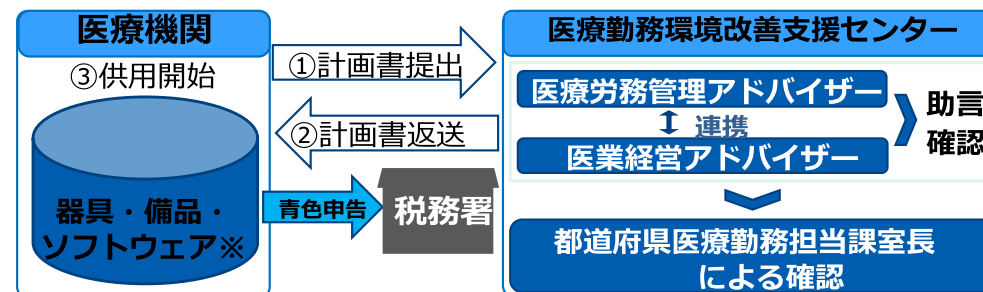 医療機関
③供用開始
器具・備品・
ソフトウェア※
①計画書提出
②計画書返送
青色申告
税務署
医療勤務環境改善支援センター
医療労務管理アドバイザー
連携
医業経営アドバイザー
助言
確認
都道府県医療勤務担当課室長
による確認